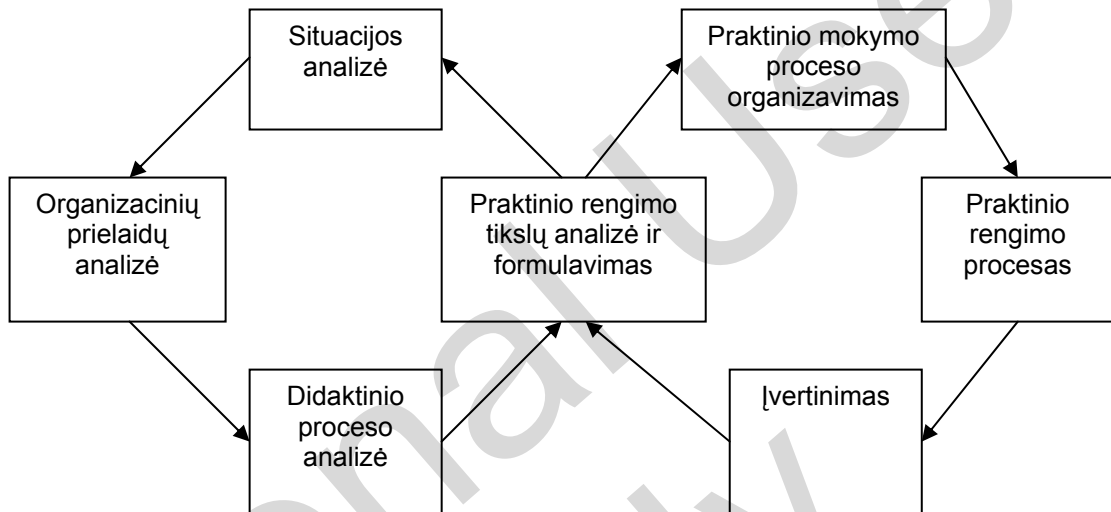 Situacijos
analizė
Praktinio mokymo
proceso
organizavimas
Organizacinių
prielaidų
analizė
Praktinio rengimo
tikslų analizė ir
formulavimas
Praktinio
rengimo
procesas
Didaktinio
proceso
analizė
Įvertinimas